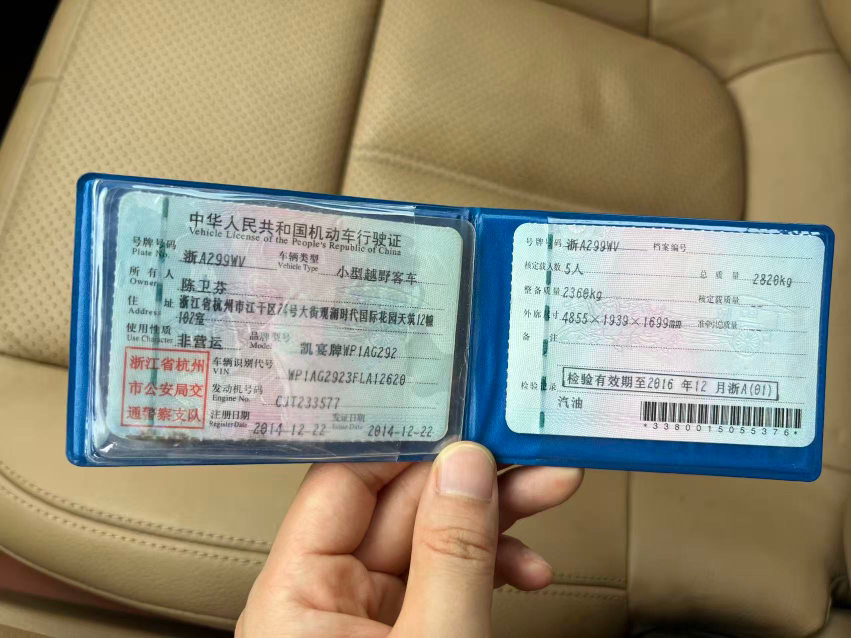 中华人民共和国机动车行驶证
Vehicle License of the People's Republic of China
号牌号码 浙A299WV 车辆类型 小型越野客车
Plate No. Vehicle Type
所有人 陈卫芬
Owner
住址 浙江省杭州市江干区24号大街观澜时代国际花园天筑12幢
Address 102室
使用性质 非营运 品牌型号 凯宴牌WP1AG292
Use Character Model
浙江省杭州
市公安局交
通警察支队
车辆识别代号 WP1AG2923FLA12620
VIN
发动机号码 CJT233577
Engine No.
注册日期 2014-12-22 发证日期 2014-12-22
Register Date Issue Date
号牌号码 浙A299WV 档案编号
核定载人数 5人 总质量 2820kg
整备质量 2360kg 核定载质量 --
外廓尺寸 4855×1939×1699mm 准牵引总质量 --
备注
检验记录 检验有效期至2016年12月浙A(01)
汽油
*3380015055376*